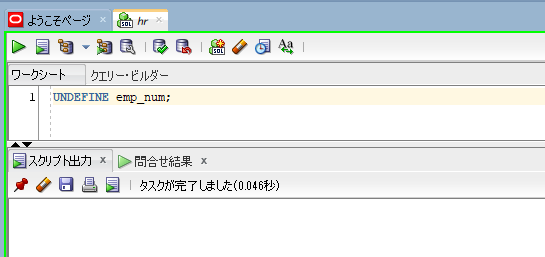 ようこそページ
hr
ワークシート クエリー・ビルダー
1 UNDEFINE emp_num;
スクリプト出力 問合せ結果
タスクが完了しました(0.046秒)